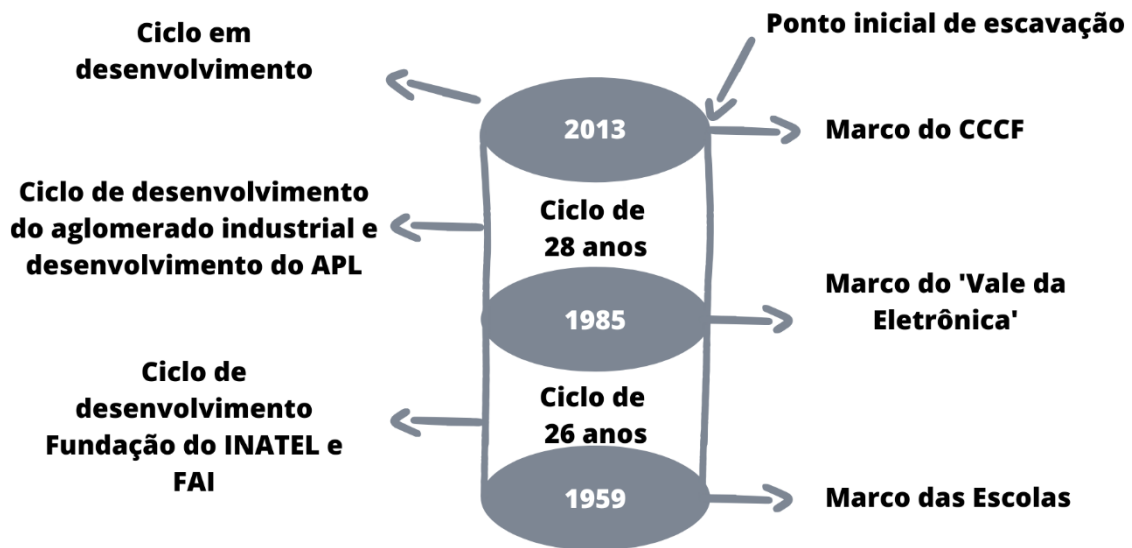 Ciclo em
desenvolvimento
Ponto inicial de escavação
2013
Marco do CCCF
Ciclo de desenvolvimento
do aglomerado industrial e
desenvolvimento do APL
Ciclo de
28 anos
1985
Marco do 'Vale da
Eletrônica'
Ciclo de
desenvolvimento
Fundação do INATEL e
FAI
Ciclo de
26 anos
1959
Marco das Escolas